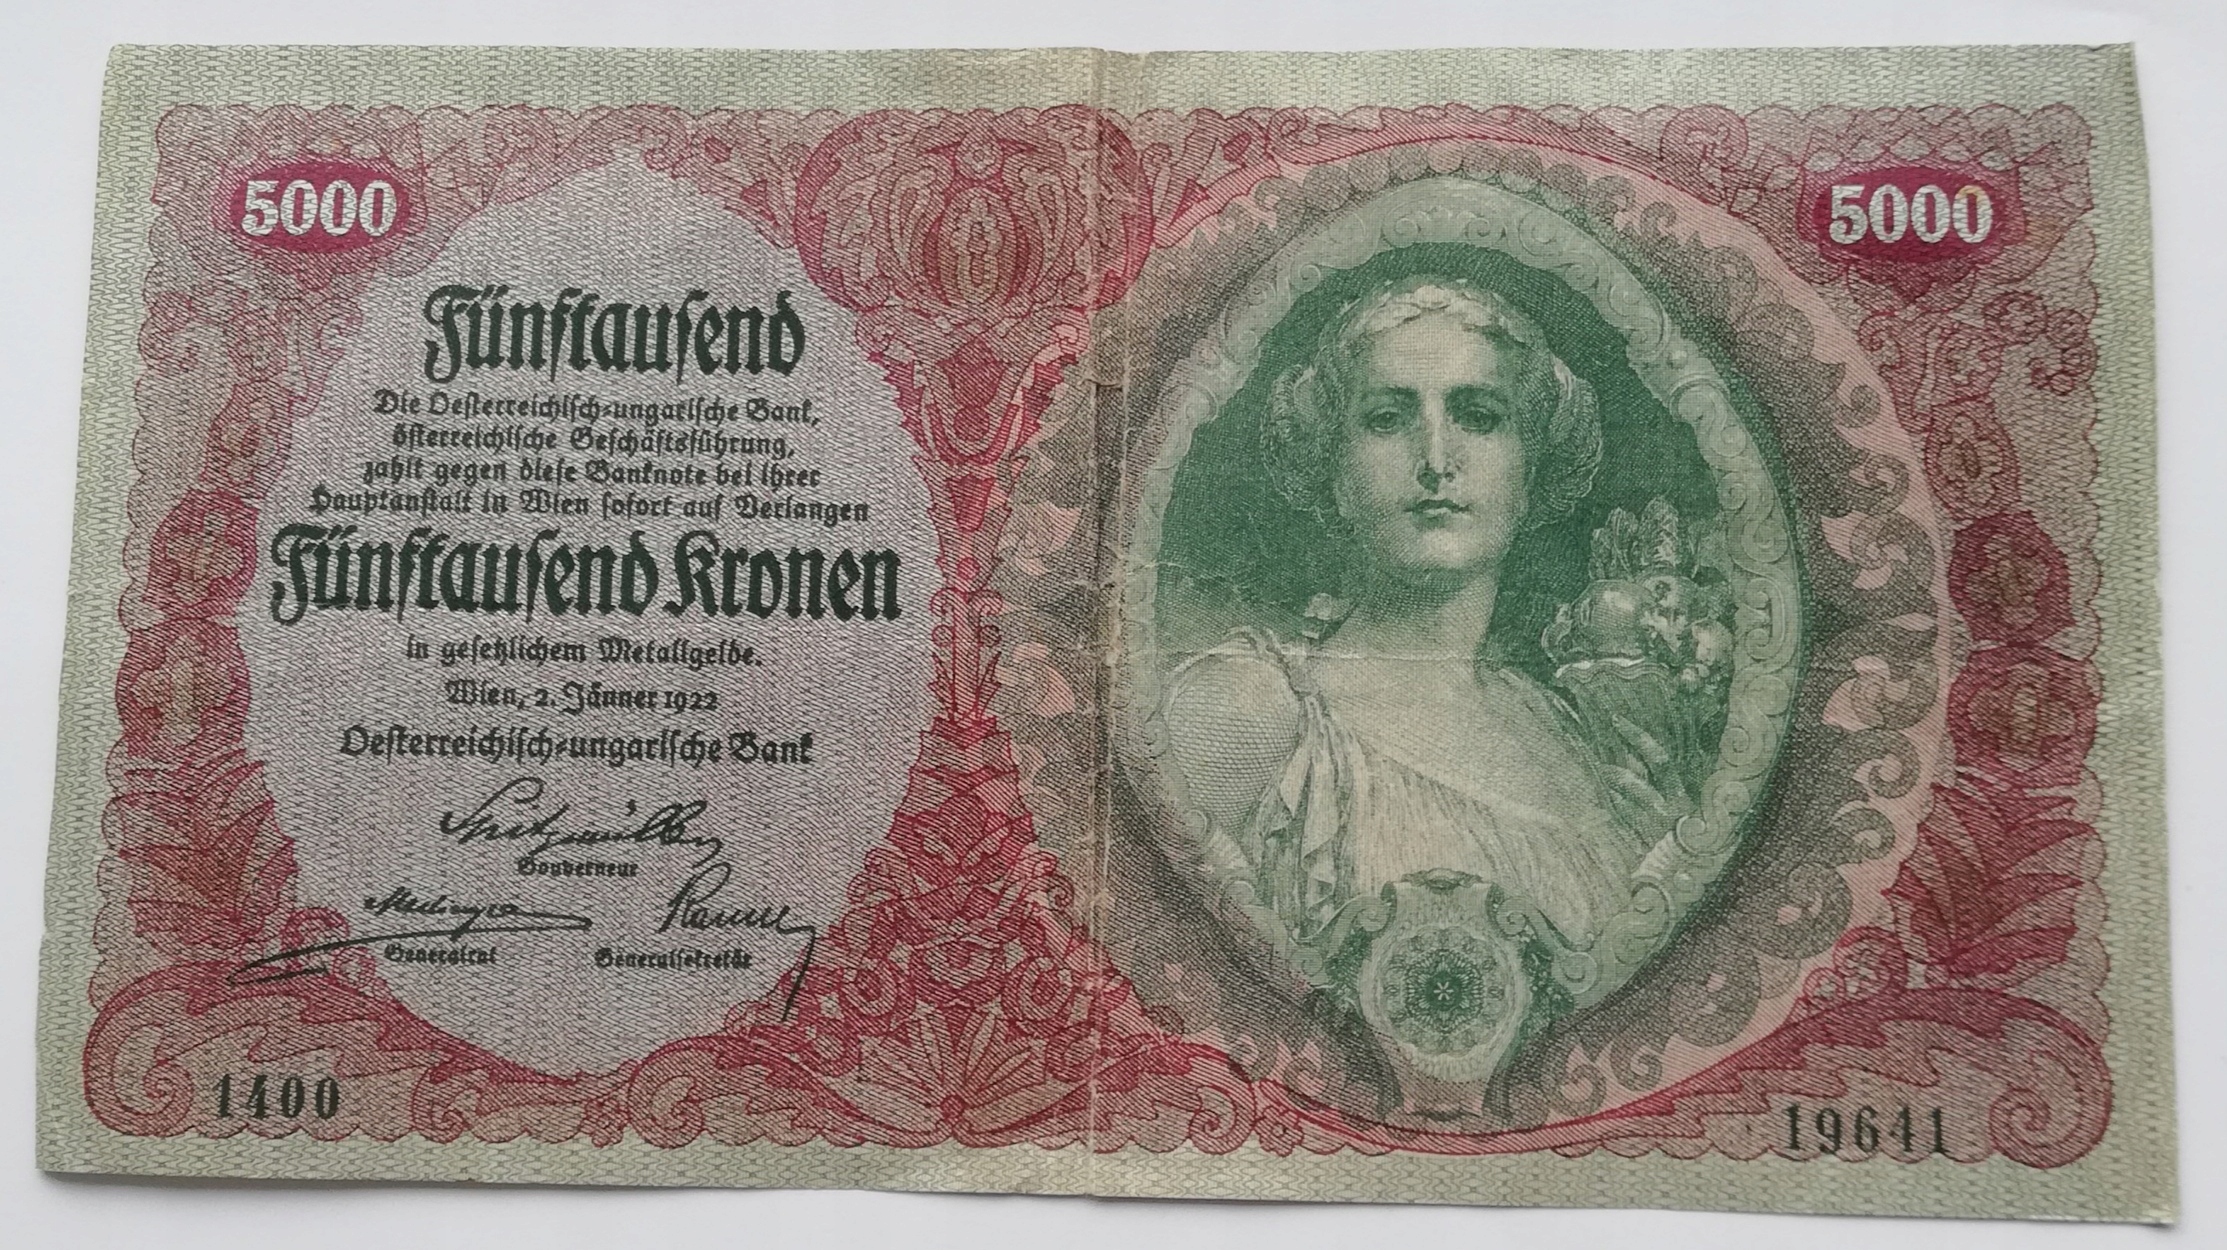 5000
5000
Fünftausend
Die Oesterreichisch-ungarische Bank,
österreichische Geschäftsführung,
zahlt gegen diese Banknote bei ihrer
Hauptanstalt in Wien sofort auf Verlangen
Fünftausend Kronen
in gesetzlichem Metallgelde.
Wien, 2. Jänner 1922
Oesterreichisch-ungarische Bank
Spitzmüller
Gouverneur
Generalrat
Generalsekretär
1400
19641